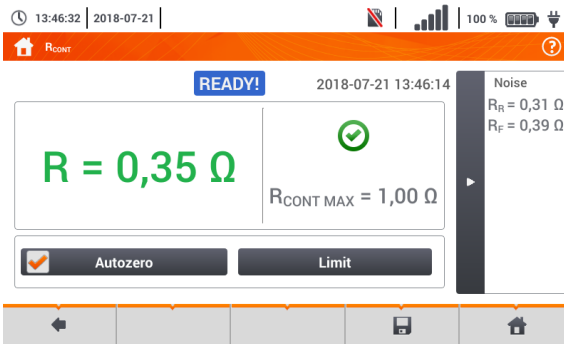 13:46:32 2018-07-21 100 %
RCONT
READY! 2018-07-21 13:46:14
Noise
RR = 0,31 Ω
RF = 0,39 Ω
R = 0,35 Ω
RCONT MAX = 1,00 Ω
Autozero
Limit